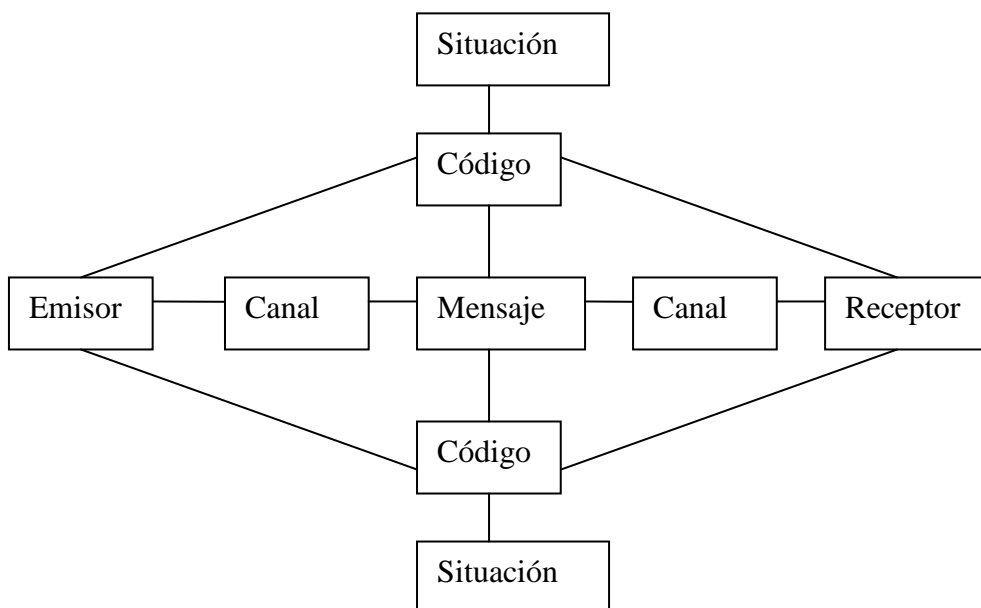 Situación
Código
Emisor Canal Mensaje Canal Receptor
Código
Situación